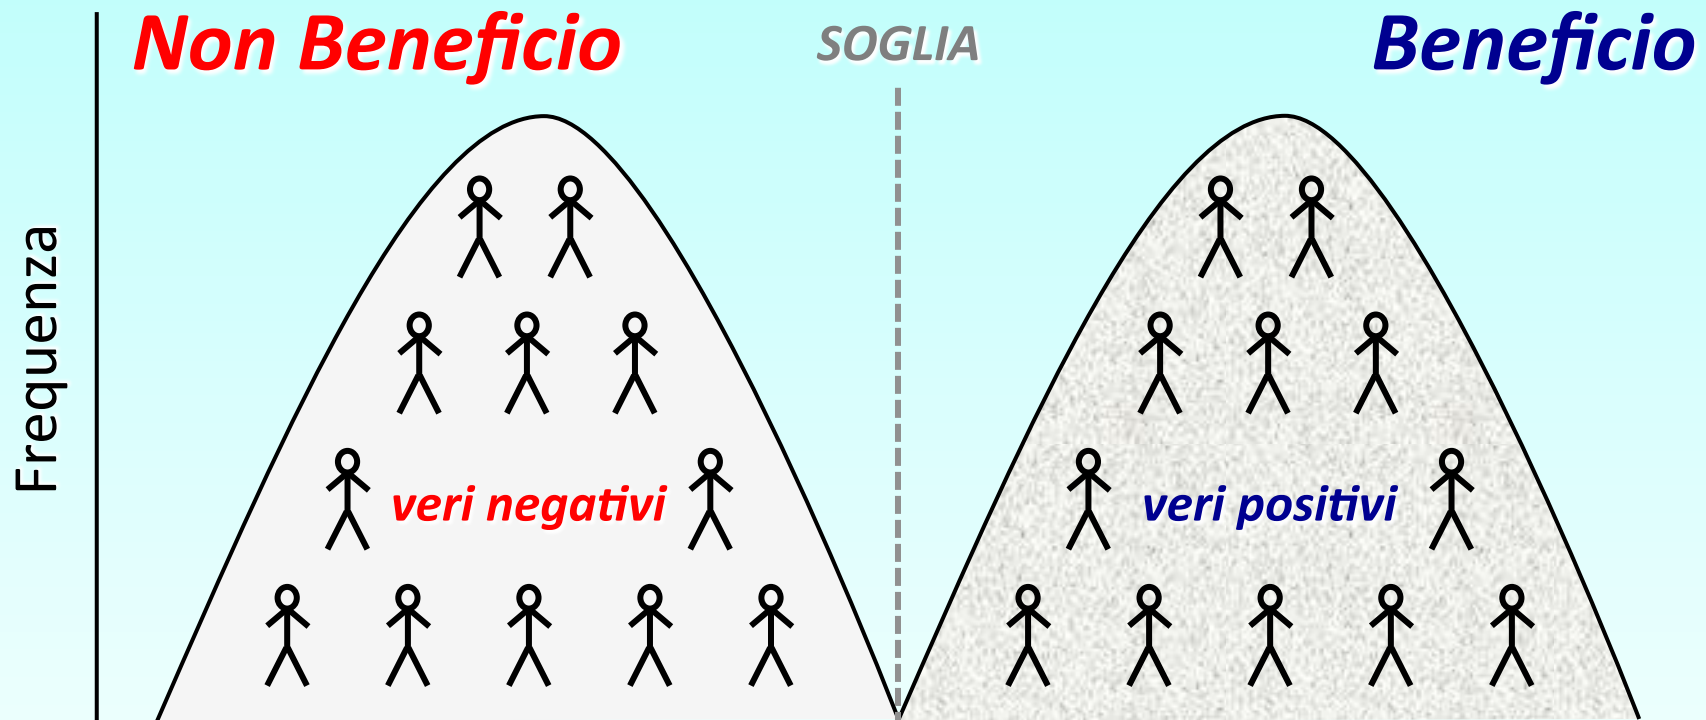 Non Beneficio
SOGLIA
Beneficio
Frequenza
veri negativi
veri positivi